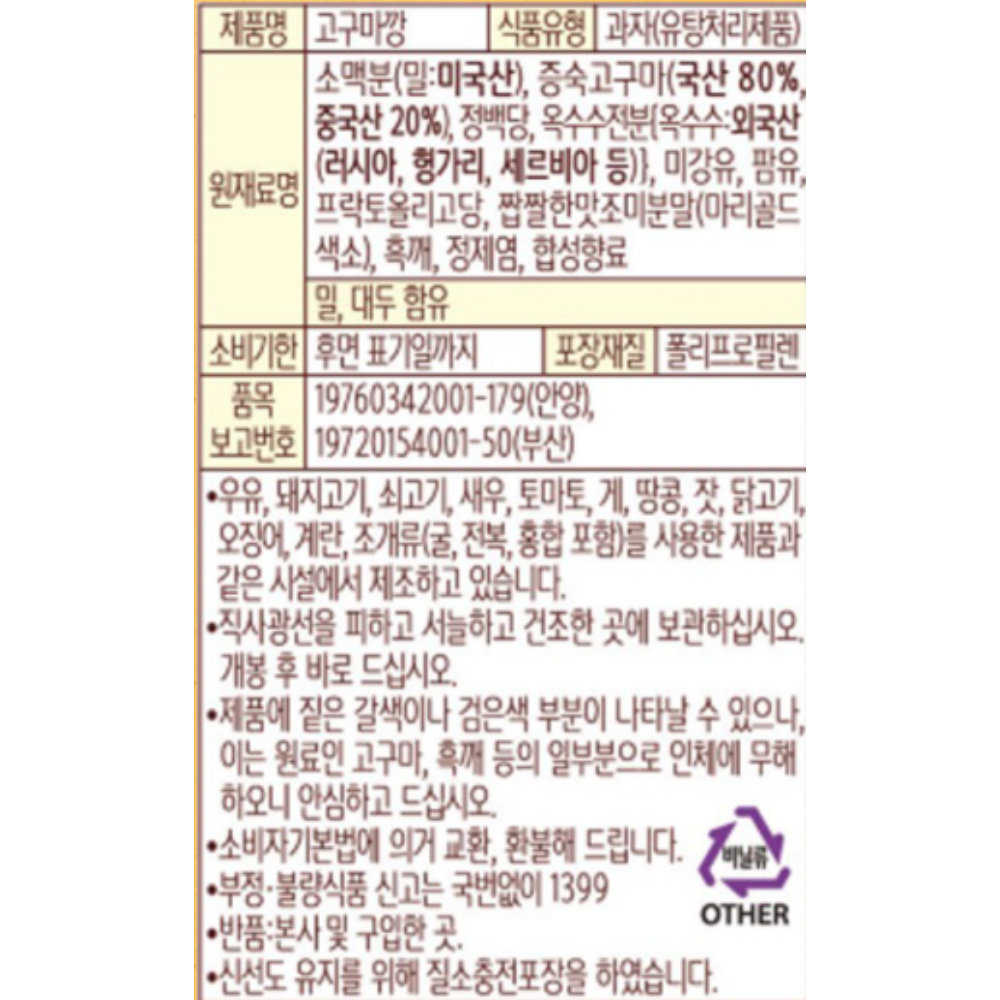 제품명 고구마깡 식품유형 과자(유탕처리제품)
원재료명
소맥분(밀:미국산), 증숙고구마(국산 80%,
중국산 20%), 정백당, 옥수수전분{옥수수:외국산
(러시아, 헝가리, 세르비아 등)}, 미강유, 팜유,
프락토올리고당, 짭짤한맛조미분말(마리골드
색소), 흑깨, 정제염, 합성향료
밀, 대두 함유
소비기한 후면 표기일까지 포장재질 폴리프로필렌
품목
보고번호
19760342001-179(안양),
19720154001-50(부산)
•우유, 돼지고기, 쇠고기, 새우, 토마토, 게, 땅콩, 잣, 닭고기,
오징어, 계란, 조개류(굴, 전복, 홍합 포함)를 사용한 제품과
같은 시설에서 제조하고 있습니다.
•직사광선을 피하고 서늘하고 건조한 곳에 보관하십시오.
개봉 후 바로 드십시오.
•제품에 짙은 갈색이나 검은색 부분이 나타날 수 있으나,
이는 원료인 고구마, 흑깨 등의 일부분으로 인체에 무해
하오니 안심하고 드십시오.
•소비자기본법에 의거 교환, 환불해 드립니다.
•부정·불량식품 신고는 국번없이 1399
•반품:본사 및 구입한 곳.
•신선도 유지를 위해 질소충전포장을 하였습니다.
비닐류
OTHER